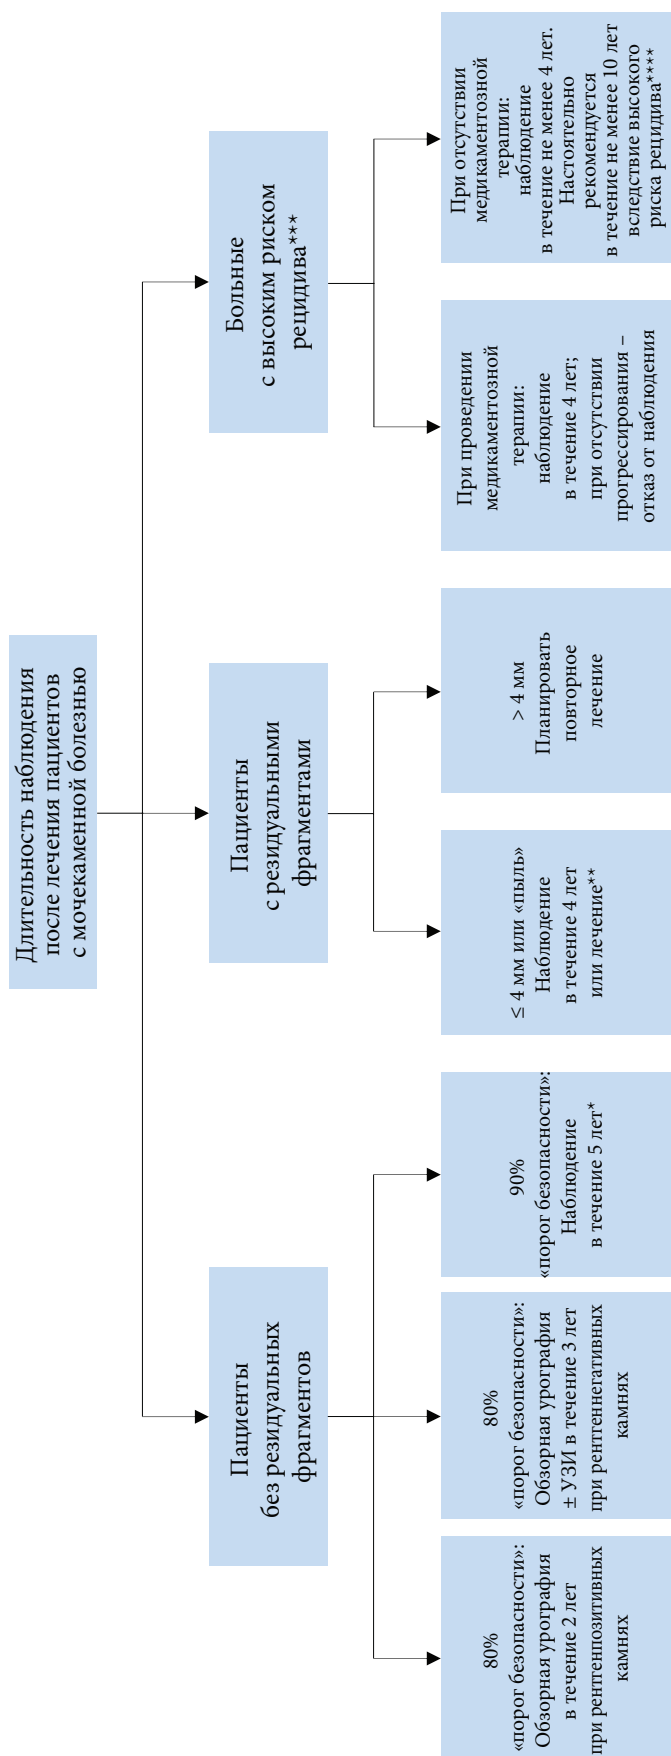 Длительность наблюдения
после лечения пациентов
с мочекаменной болезнью
Пациенты
без резидуальных
фрагментов
Пациенты
с резидуальными
фрагментами
Больные
с высоким риском
рецидива***
80%
«порог безопасности»:
Обзорная урография
в течение 2 лет
при рентгенпозитивных
камнях
80%
«порог безопасности»:
Обзорная урография
± УЗИ в течение 3 лет
при рентгеннегативных
камнях
90%
«порог безопасности»:
Наблюдение
в течение 5 лет*
≤ 4 мм или «пыль»
Наблюдение
в течение 4 лет
или лечение**
> 4 мм
Планировать
повторное
лечение
При проведении
медикаментозной
терапии:
наблюдение
в течение 4 лет;
при отсутствии
прогрессирования –
отказ от наблюдения
При отсутствии
медикаментозной
терапии:
наблюдение
в течение не менее 4 лет.
Настоятельно
рекомендуется
в течение не менее 10 лет
вследствие высокого
риска рецидива****